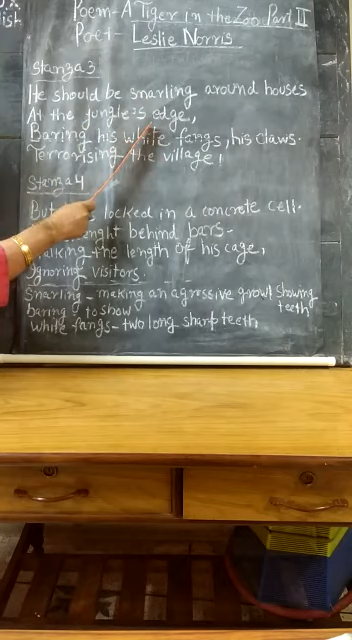 lish
Poem-A Tiger in the Zoo Part II
Poet- Leslie Norris
Stanza 3
He should be snarling around houses
At the jungle's edge,
Baring his white fangs, his claws.
Terrorising the village!
Stanza 4
But locked in a concrete cell.
behind bars-
the length of his cage,
Ignoring visitors.
Snarling - making an agressive growl showing teeth
baring to show
white fangs - two long sharp teeth.